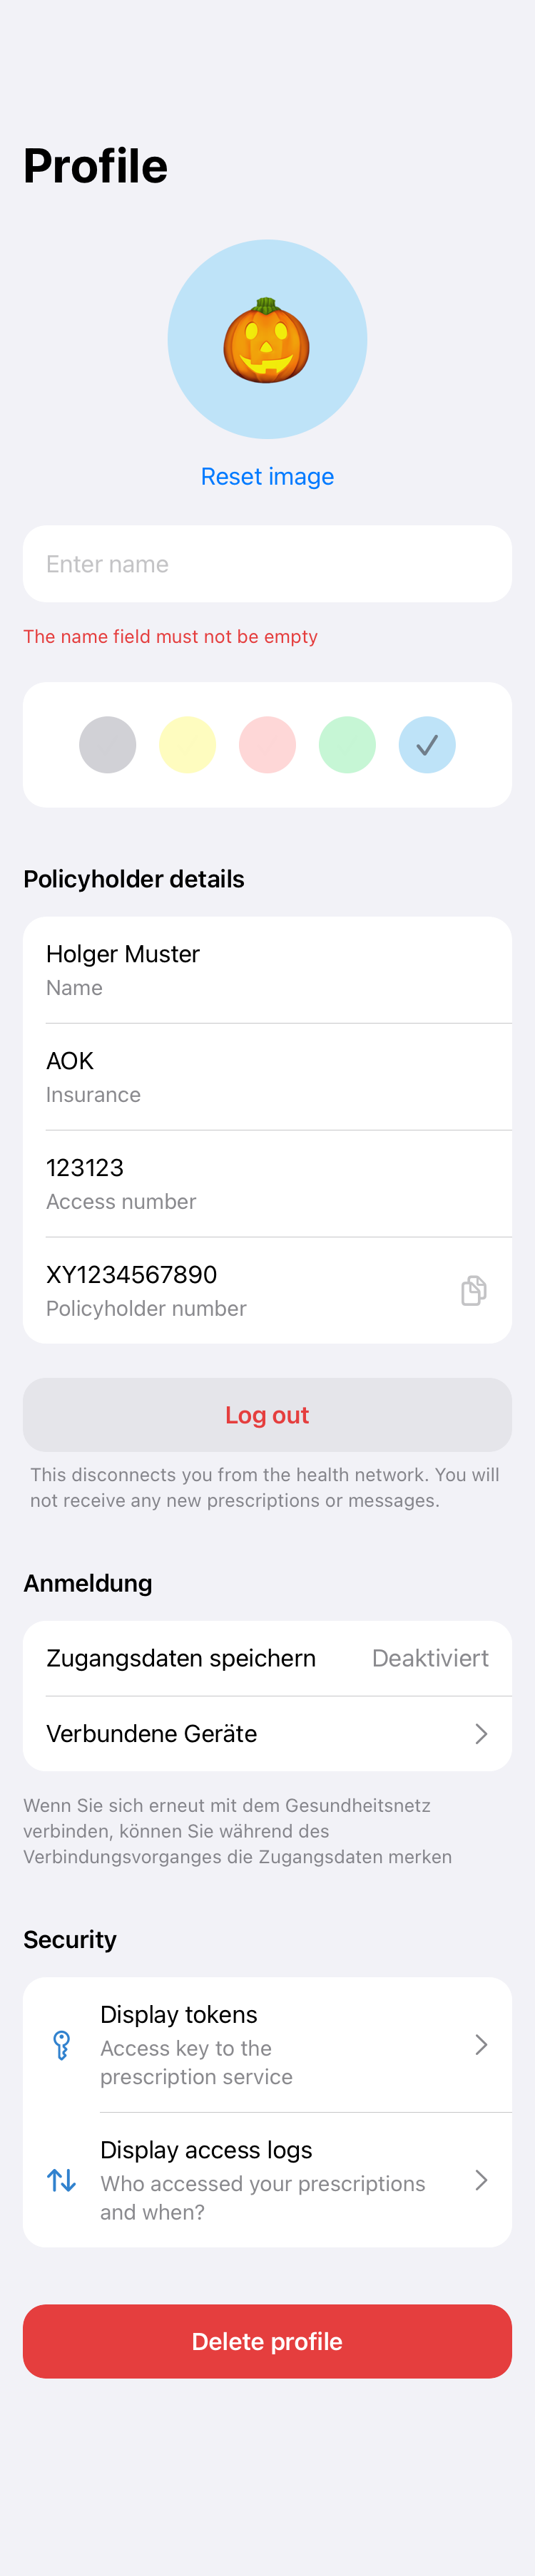 Profile
Reset image
Enter name
The name field must not be empty
Policyholder details
Holger Muster
Name
AOK
Insurance
123123
Access number
XY1234567890
Policyholder number
Log out
This disconnects you from the health network. You will
not receive any new prescriptions or messages.
Anmeldung
Zugangsdaten speichern Deaktiviert
Verbundene Geräte
Wenn Sie sich erneut mit dem Gesundheitsnetz
verbinden, können Sie während des
Verbindungsvorganges die Zugangsdaten merken
Security
Display tokens
Access key to the
prescription service
Display access logs
Who accessed your prescriptions
and when?
Delete profile